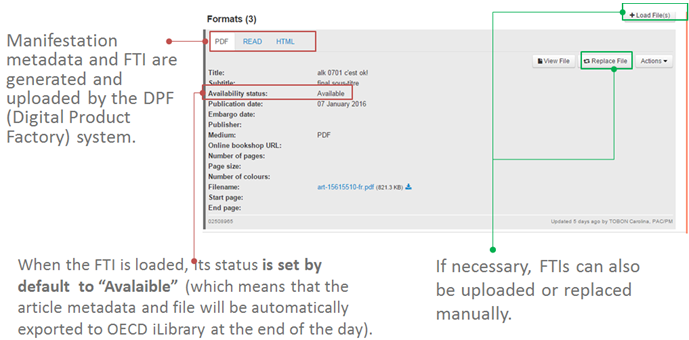 Formats (3)
+ Load File(s)
Manifestation
metadata and FTI are
generated and
uploaded by the DPF
(Digital Product
Factory) system.
PDF READ HTML
View File Replace File Actions
Title: alk 0701 c'est ok!
Subtitle: final sous-titre
Availability status: Available
Publication date: 07 January 2016
Embargo date:
Publisher:
Medium: PDF
Online bookshop URL:
Number of pages:
Page size:
Number of colours:
Filename: art-15615510-fr.pdf (821.3 KB)
Start page:
End page:
02509965 Updated 5 days ago by TOBON Carolina, PAC/PM
When the FTI is loaded, its status is set by
default to “Avalaible” (which means that the
article metadata and file will be automatically
exported to OECD iLibrary at the end of the day).
If necessary, FTIs can also
be uploaded or replaced
manually.